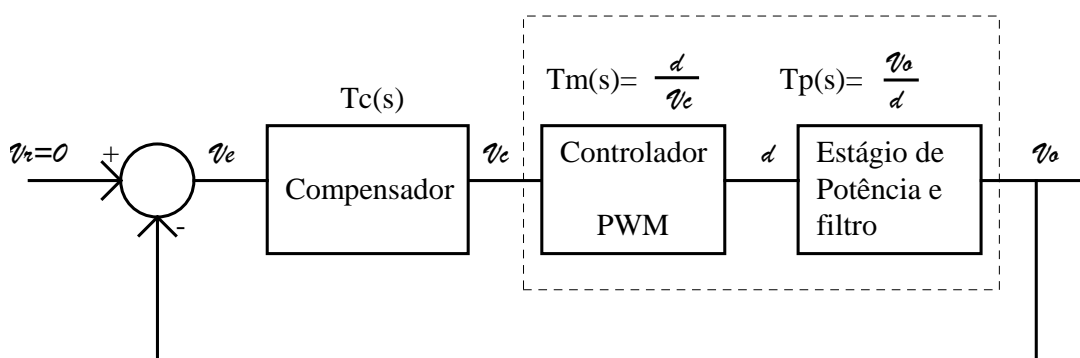 Tm(s)= d/vc
Tp(s)= vo/d
Tc(s)
vr=0
+
-
ve
Compensador
vc
Controlador
PWM
d
Estágio de
Potência e
filtro
vo